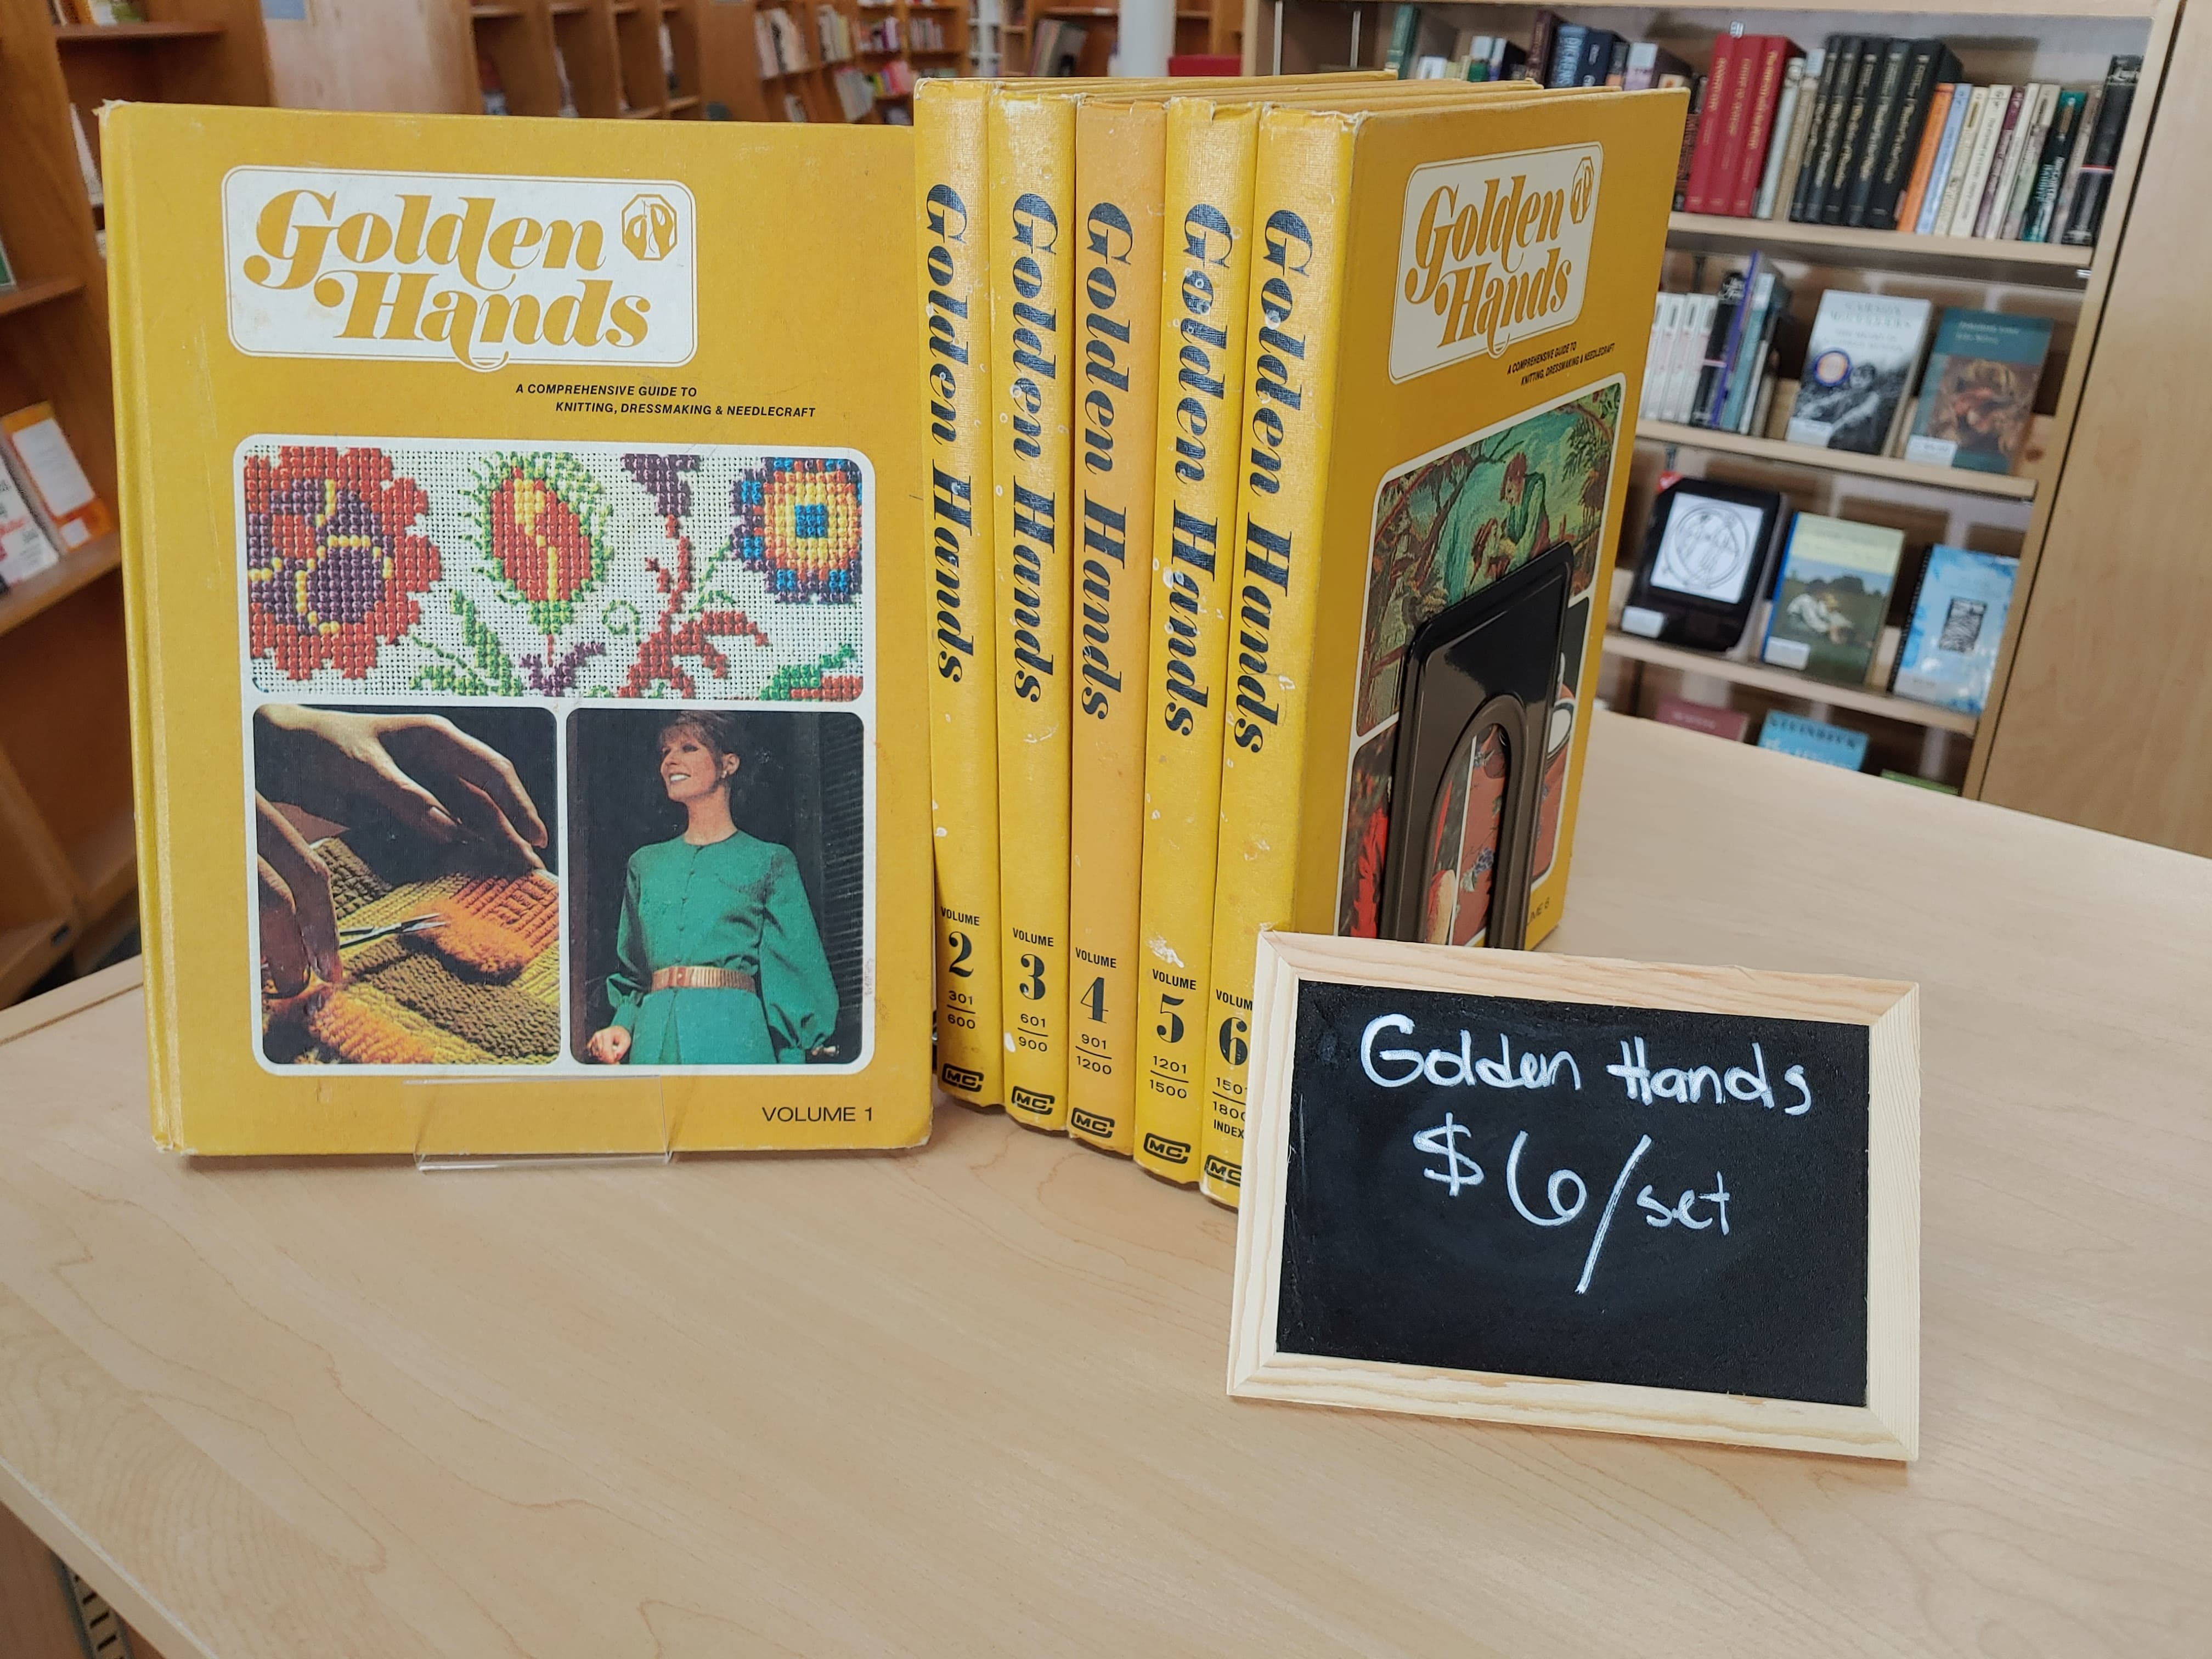 Golden
Hands
A COMPREHENSIVE GUIDE TO
KNITTING, DRESSMAKING & NEEDLECRAFT
VOLUME 1
Golden Hands
VOLUME
2
301
600
MC
Golden Hands
VOLUME
3
601
900
MC
Golden Hands
VOLUME
4
901
1200
MC
Golden Hands
VOLUME
5
1201
1500
MC
Golden Hands
6
1800
INDEX
MC
Golden
Hands
A COMPREHENSIVE GUIDE TO
KNITTING, DRESSMAKING & NEEDLECRAFT
Golden Hands
$6/set